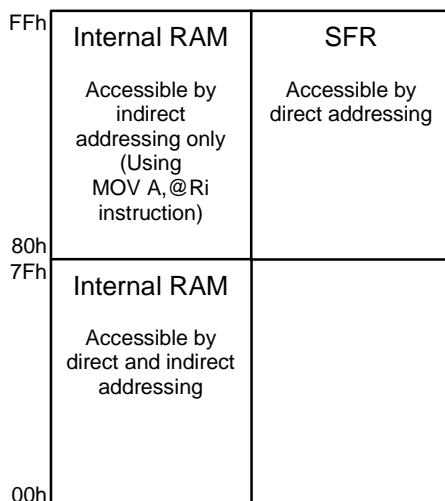 FFh
Internal RAM
Accessible by
indirect
addressing only
(Using
MOV A,@Ri
instruction)
SFR
Accessible by
direct addressing
80h
7Fh
Internal RAM
Accessible by
direct and indirect
addressing
00h